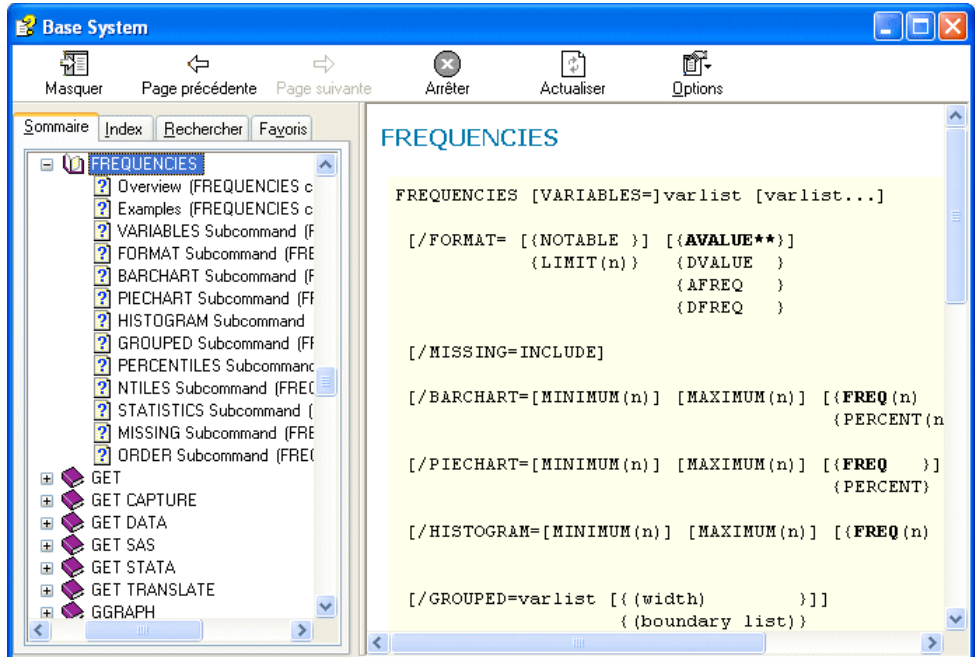 Base System
Masquer Page précédente Page suivante Arrêter Actualiser Options
Sommaire Index Rechercher Favoris
FREQUENCIES
Overview (FREQUENCIES c
Examples (FREQUENCIES c
VARIABLES Subcommand (F
FORMAT Subcommand (FRE
BARCHART Subcommand (F
PIECHART Subcommand (FF
HISTOGRAM Subcommand
GROUPED Subcommand (FF
PERCENTILES Subcommand
NTILES Subcommand (FREC
STATISTICS Subcommand (
MISSING Subcommand (FRE
ORDER Subcommand (FREC
GET
GET CAPTURE
GET DATA
GET SAS
GET STATA
GET TRANSLATE
GGRAPH
FREQUENCIES
FREQUENCIES [VARIABLES=]varlist [varlist...]
[/FORMAT= [{NOTABLE }] [{AVALUE**}]
{LIMIT(n)} {DVALUE }
{AFREQ }
{DFREQ }
[/MISSING=INCLUDE]
[/BARCHART=[MINIMUM(n)] [MAXIMUM(n)] [{FREQ(n)
{PERCENT(n
[/PIECHART=[MINIMUM(n)] [MAXIMUM(n)] [{FREQ }]
{PERCENT}
[/HISTOGRAM=[MINIMUM(n)] [MAXIMUM(n)] [{FREQ(n)
[/GROUPED=varlist [{(width) }]]
{(boundary list)}